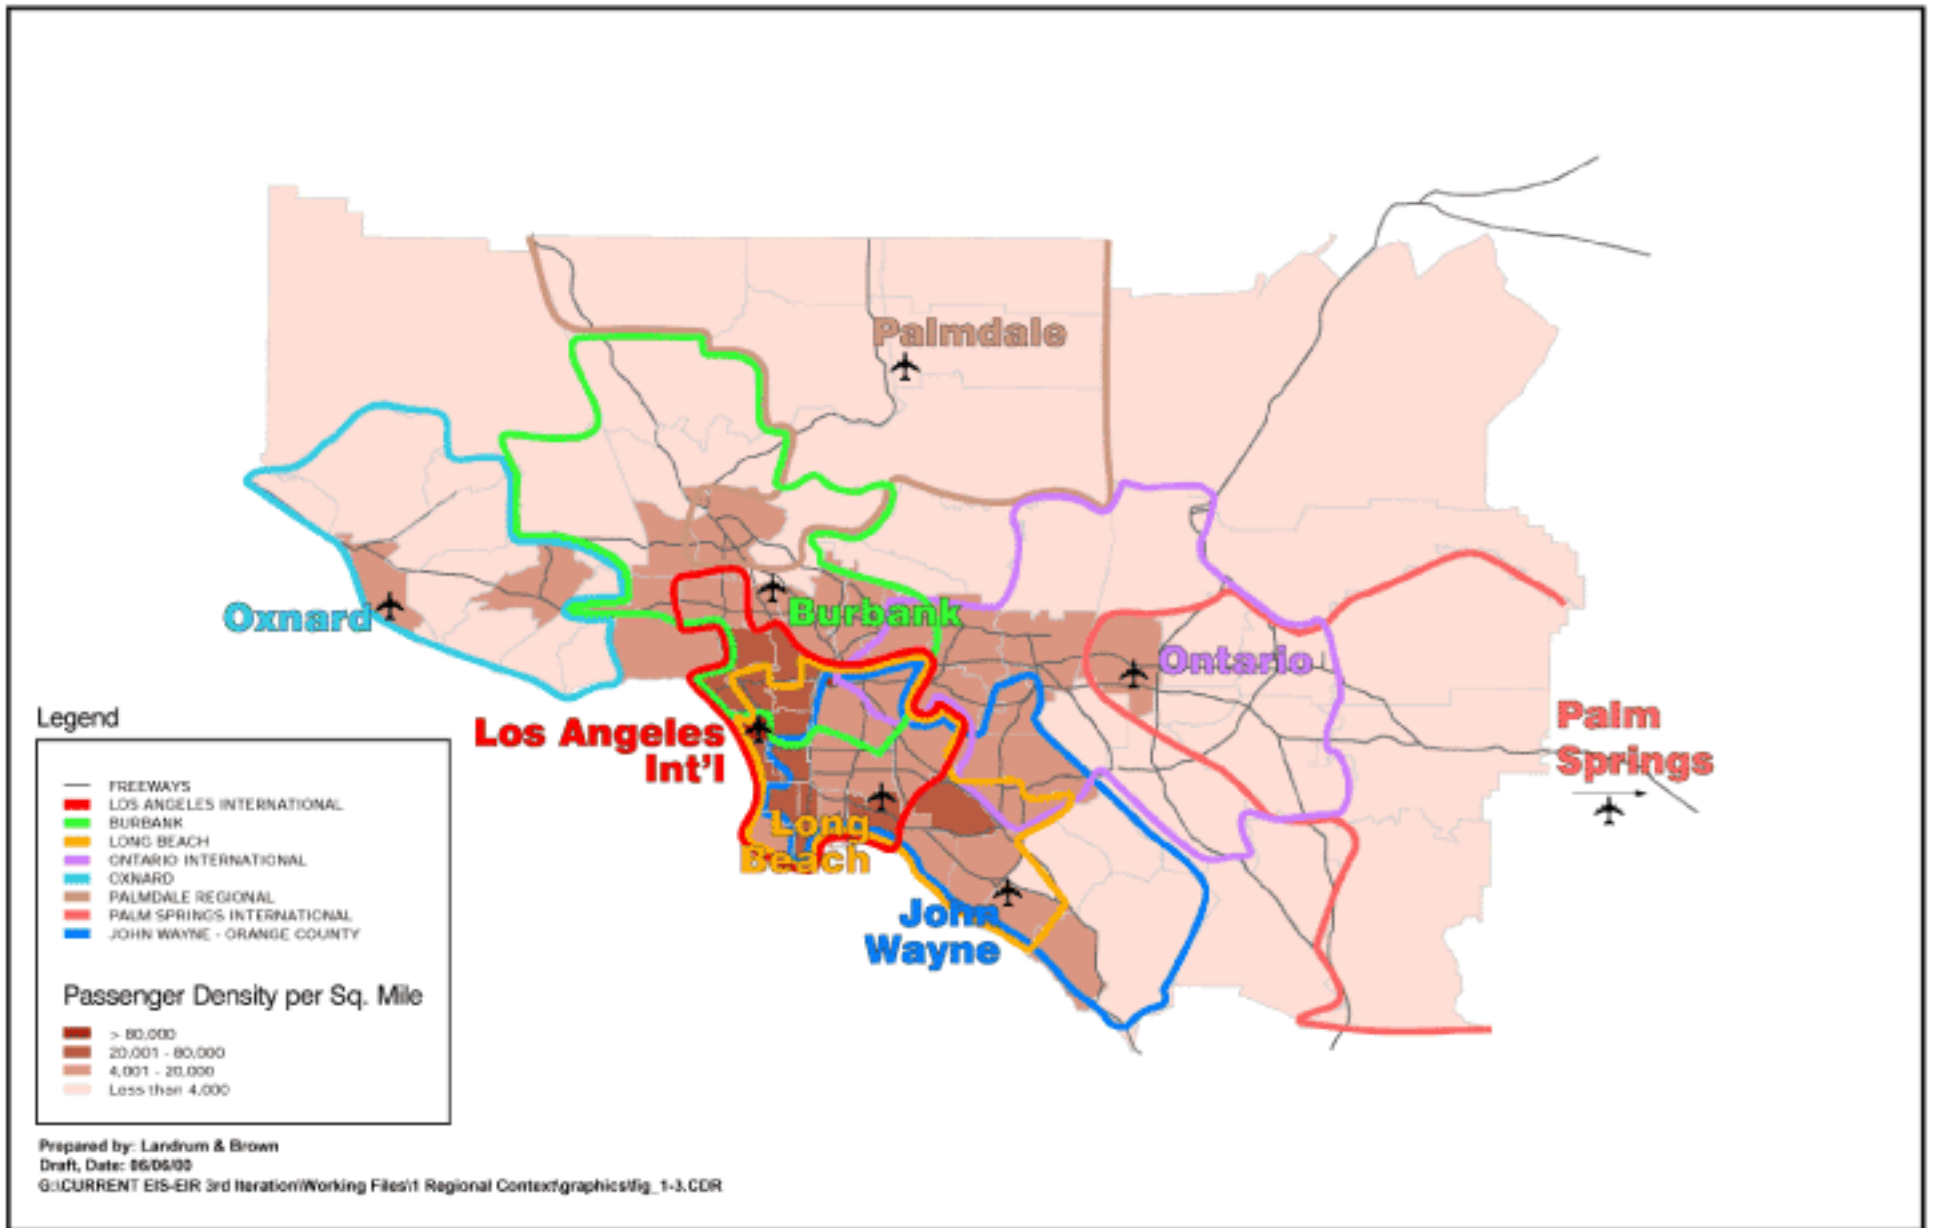 Palmdale
Oxnard
Burbank
Ontario
Los Angeles
Int'l
Palm
Springs
Long
Beach
John
Wayne
Legend
FREEWAYS
LOS ANGELES INTERNATIONAL
BURBANK
LONG BEACH
ONTARIO INTERNATIONAL
OXNARD
PALMDALE REGIONAL
PALM SPRINGS INTERNATIONAL
JOHN WAYNE - ORANGE COUNTY
Passenger Density per Sq. Mile
> 80,000
20,001 - 80,000
4,001 - 20,000
Less than 4,000
Prepared by: Landrum & Brown
Draft, Date: 06/06/00
G:\CURRENT EIS-EIR 3rd Iteration\Working Files\1 Regional Context\graphics\fig_1-3.CDR